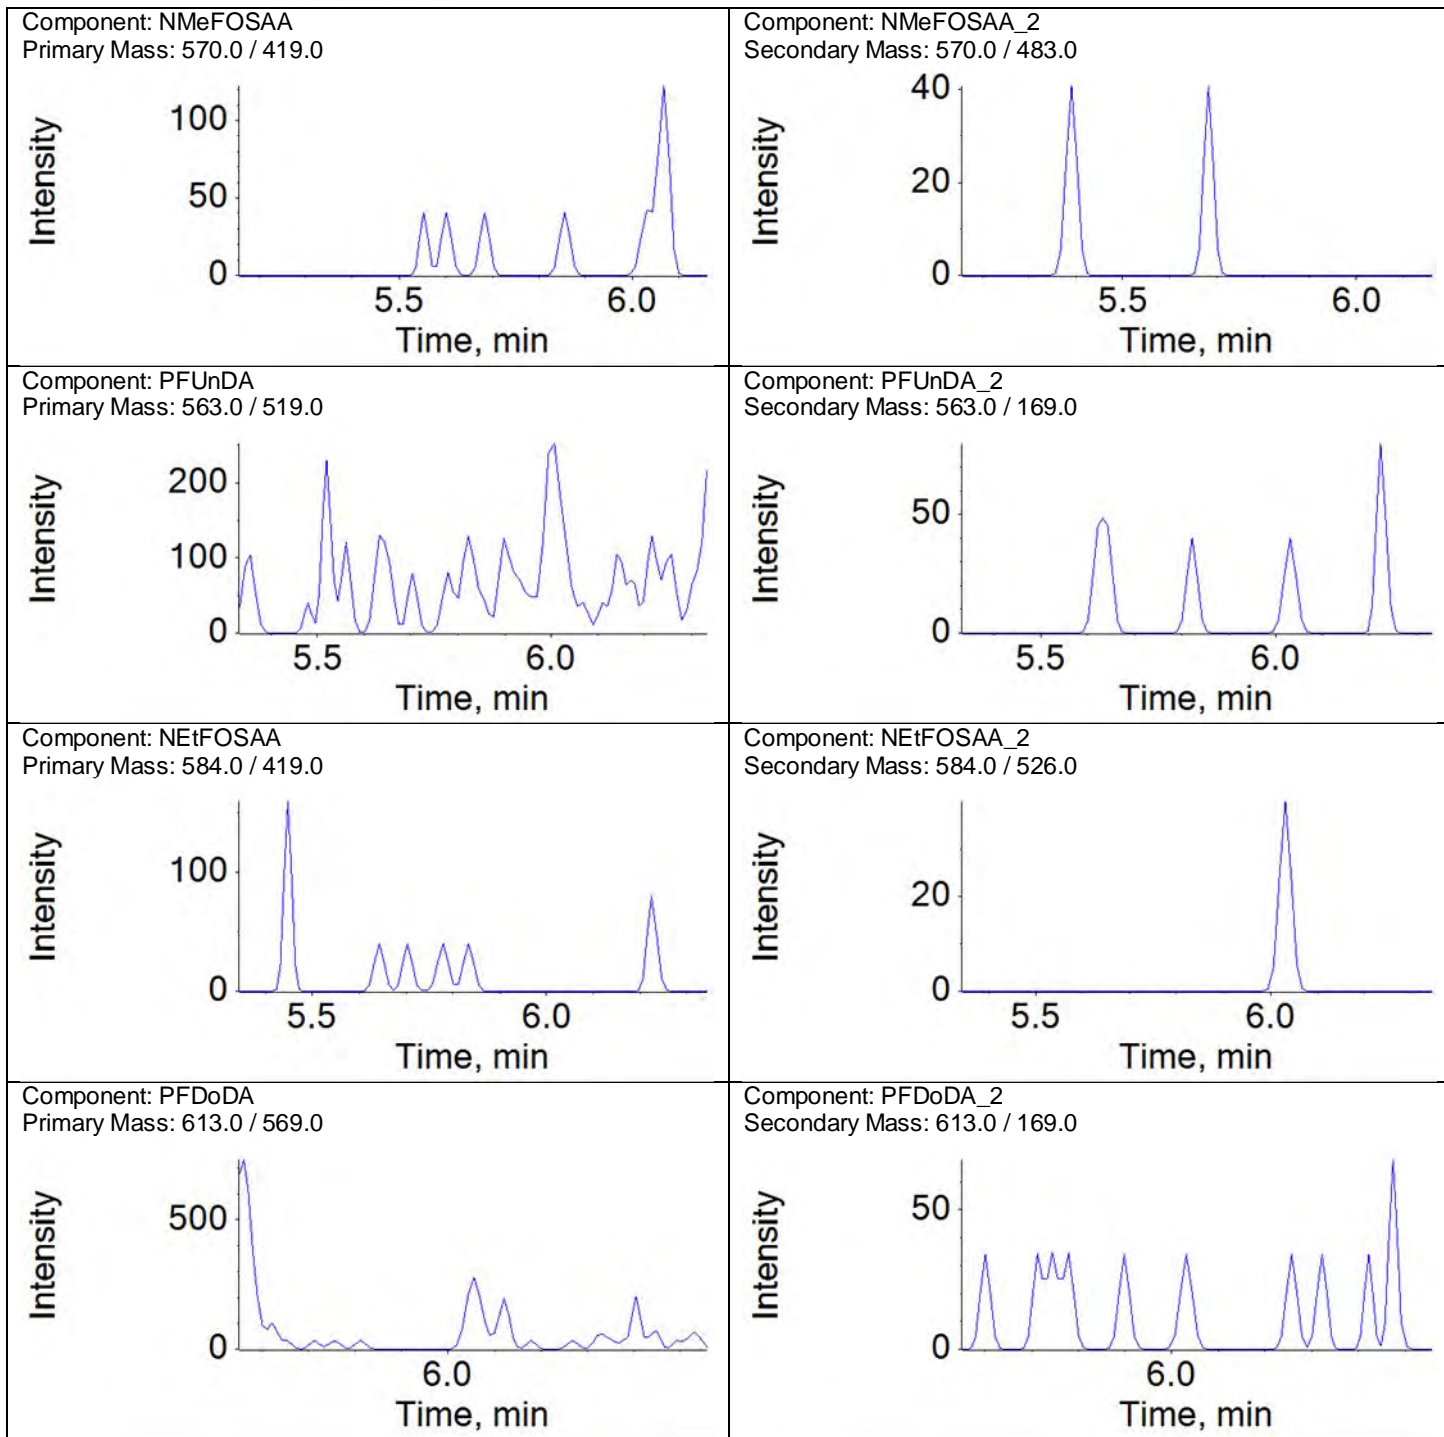 Component: NMeFOSAA
Primary Mass: 570.0 / 419.0
Intensity
100
50
0
5.5 6.0
Time, min
Component: NMeFOSAA_2
Secondary Mass: 570.0 / 483.0
Intensity
40
20
0
5.5 6.0
Time, min
Component: PFUnDA
Primary Mass: 563.0 / 519.0
Intensity
200
100
0
5.5 6.0
Time, min
Component: PFUnDA_2
Secondary Mass: 563.0 / 169.0
Intensity
50
0
5.5 6.0
Time, min
Component: NEtFOSAA
Primary Mass: 584.0 / 419.0
Intensity
100
0
5.5 6.0
Time, min
Component: NEtFOSAA_2
Secondary Mass: 584.0 / 526.0
Intensity
20
0
5.5 6.0
Time, min
Component: PFDoDA
Primary Mass: 613.0 / 569.0
Intensity
500
0
6.0
Time, min
Component: PFDoDA_2
Secondary Mass: 613.0 / 169.0
Intensity
50
0
6.0
Time, min